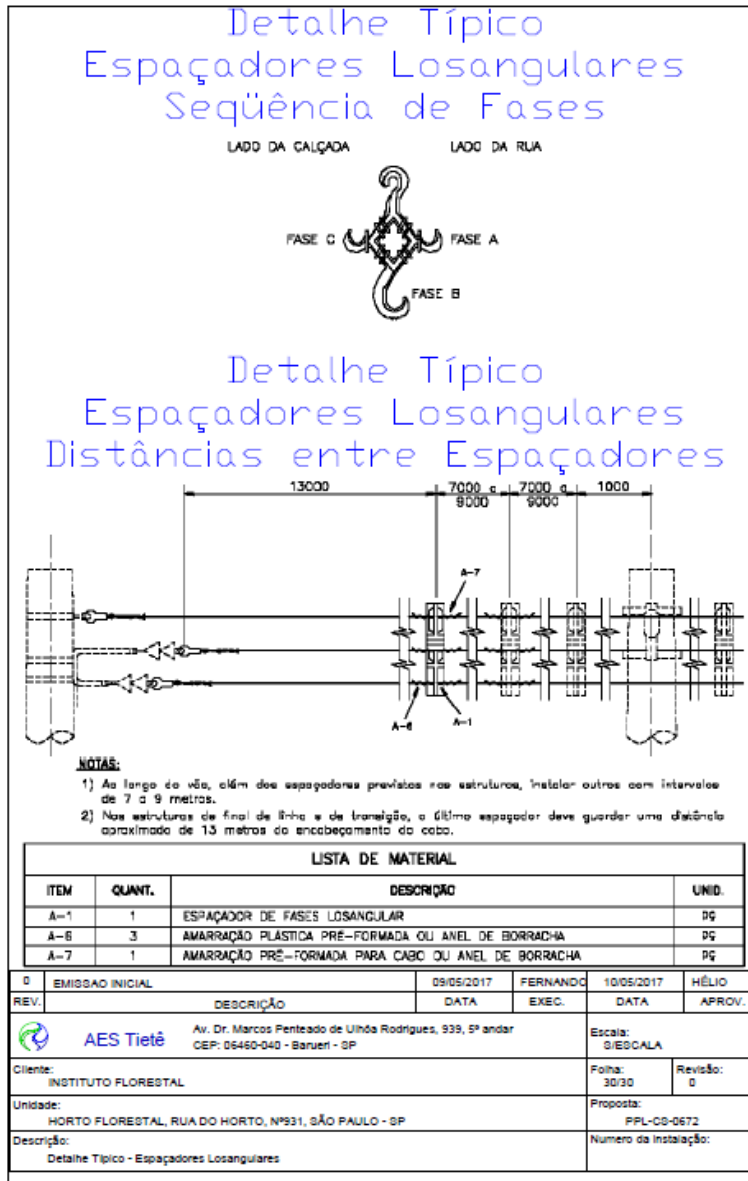 Detalhe Típico
Espaçadores Losangulares
Seqüência de Fases
LADO DA CALÇADA LADO DA RUA
FASE C FASE A
FASE B
Detalhe Típico
Espaçadores Losangulares
Distâncias entre Espaçadores
13000 7000 a 7000 a 1000
9000 9000
A-7
A-6 A-1
NOTAS:
1) Ao longo do vão, além dos espaçadores previstos nas estruturas, instalar outros com intervalos
de 7 a 9 metros.
2) Nas estruturas de final de linha e de transição, o último espaçador deve guardar uma distância
aproximada de 13 metros do encabeçamento do cabo.
LISTA DE MATERIAL
ITEM QUANT. DESCRIÇÃO UNID.
A-1 1 ESPAÇADOR DE FASES LOSANGULAR PÇ
A-6 3 AMARRAÇÃO PLÁSTICA PRÉ-FORMADA OU ANEL DE BORRACHA PÇ
A-7 1 AMARRAÇÃO PRÉ-FORMADA PARA CABO OU ANEL DE BORRACHA PÇ
0 EMISSAO INICIAL 09/05/2017 FERNANDO 10/05/2017 HÉLIO
REV. DESCRIÇÃO DATA EXEC. DATA APROV.
AES Tietê
Av. Dr. Marcos Penteado de Ulhôa Rodrigues, 939, 5º andar
CEP: 06460-040 - Barueri - SP
Escala:
S/ESCALA
Cliente:
INSTITUTO FLORESTAL
Folha:
30/30
Revisão:
0
Unidade:
HORTO FLORESTAL, RUA DO HORTO, Nº931, SÃO PAULO - SP
Proposta:
PPL-CS-0672
Descrição:
Detalhe Típico - Espaçadores Losangulares
Numero da Instalação: